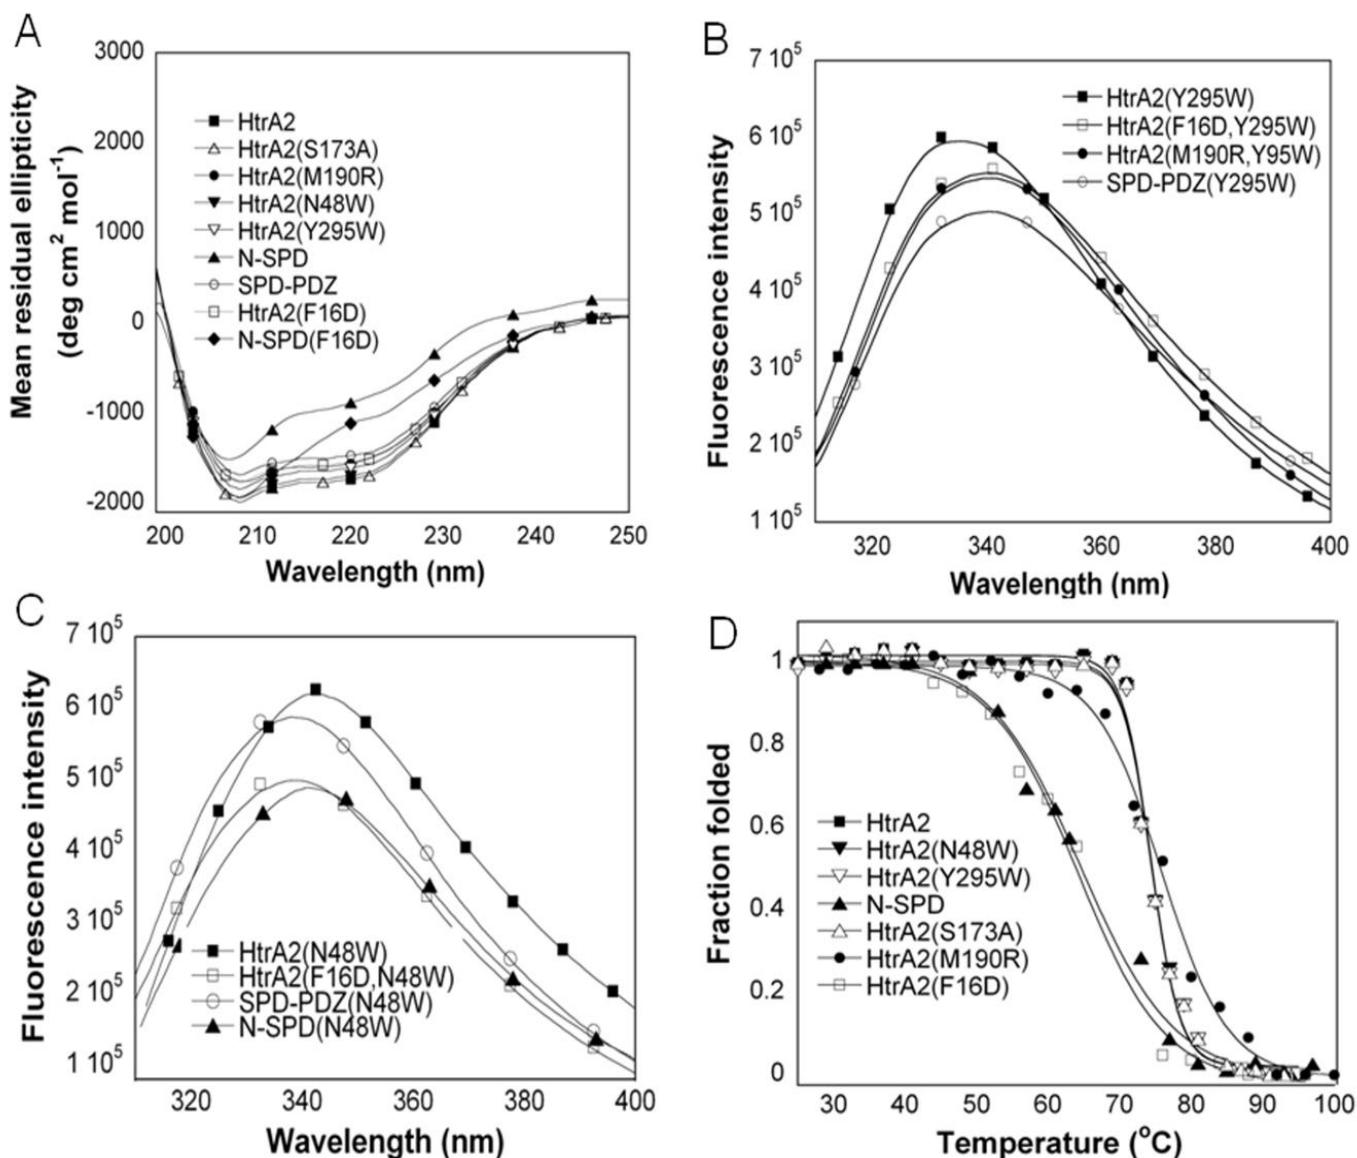 A
Mean residual ellipticity
(deg cm² mol⁻¹)
3000
2000
1000
0
-1000
-2000
HtrA2
HtrA2(S173A)
HtrA2(M190R)
HtrA2(N48W)
HtrA2(Y295W)
N-SPD
SPD-PDZ
HtrA2(F16D)
N-SPD(F16D)
200 210 220 230 240 250
Wavelength (nm)
B
Fluorescence intensity
7 10⁵
6 10⁵
5 10⁵
4 10⁵
3 10⁵
2 10⁵
1 10⁵
HtrA2(Y295W)
HtrA2(F16D,Y295W)
HtrA2(M190R,Y95W)
SPD-PDZ(Y295W)
320 340 360 380 400
Wavelength (nm)
C
Fluorescence intensity
7 10⁵
6 10⁵
5 10⁵
4 10⁵
3 10⁵
2 10⁵
1 10⁵
HtrA2(N48W)
HtrA2(F16D,N48W)
SPD-PDZ(N48W)
N-SPD(N48W)
320 340 360 380 400
Wavelength (nm)
D
Fraction folded
1
0.8
0.6
0.4
0.2
0
HtrA2
HtrA2(N48W)
HtrA2(Y295W)
N-SPD
HtrA2(S173A)
HtrA2(M190R)
HtrA2(F16D)
30 40 50 60 70 80 90 100
Temperature (°C)